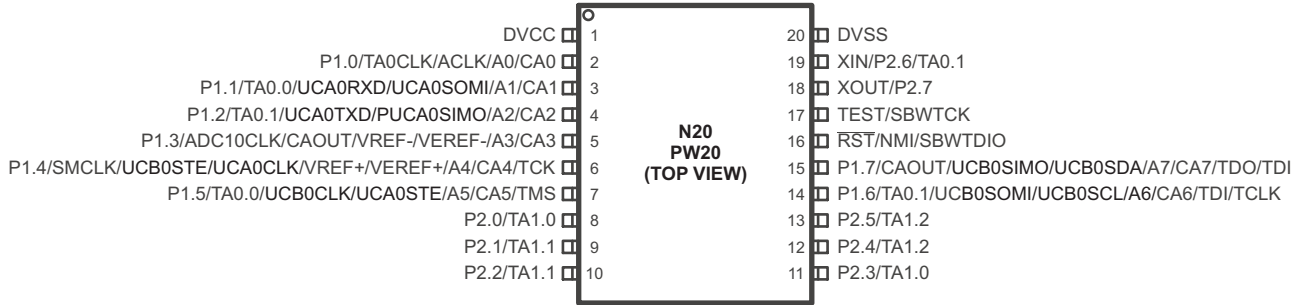 DVCC 1
P1.0/TA0CLK/ACLK/A0/CA0 2
P1.1/TA0.0/UCA0RXD/UCA0SOMI/A1/CA1 3
P1.2/TA0.1/UCA0TXD/PUCA0SIMO/A2/CA2 4
P1.3/ADC10CLK/CAOUT/VREF-/VEREF-/A3/CA3 5
P1.4/SMCLK/UCB0STE/UCA0CLK/VREF+/VEREF+/A4/CA4/TCK 6
P1.5/TA0.0/UCB0CLK/UCA0STE/A5/CA5/TMS 7
P2.0/TA1.0 8
P2.1/TA1.1 9
P2.2/TA1.1 10
N20
PW20
(TOP VIEW)
20 DVSS
19 XIN/P2.6/TA0.1
18 XOUT/P2.7
17 TEST/SBWTCK
16 RST/NMI/SBWTDIO
15 P1.7/CAOUT/UCB0SIMO/UCB0SDA/A7/CA7/TDO/TDI
14 P1.6/TA0.1/UCB0SOMI/UCB0SCL/A6/CA6/TDI/TCLK
13 P2.5/TA1.2
12 P2.4/TA1.2
11 P2.3/TA1.0